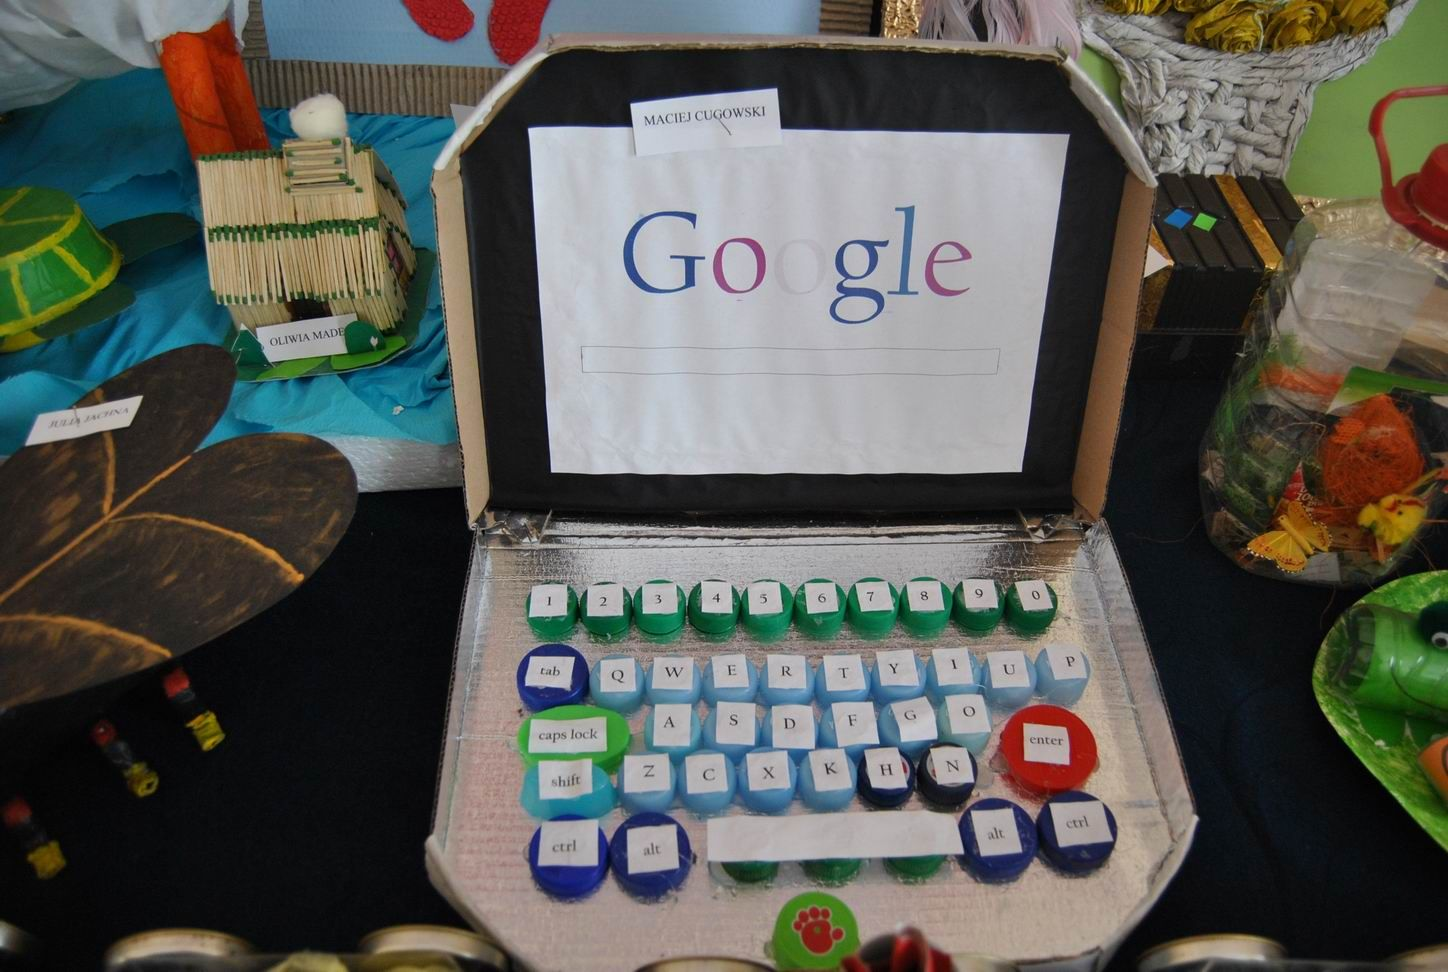 MACIEJ CUGOWSKI
Google
OLIWIA MADE
JULIA JACHNA
1 2 3 4 5 6 7 8 9 0
tab Q W E R T Y I U P
caps lock A S D F G O enter
shift Z C X K H N
ctrl alt alt ctrl